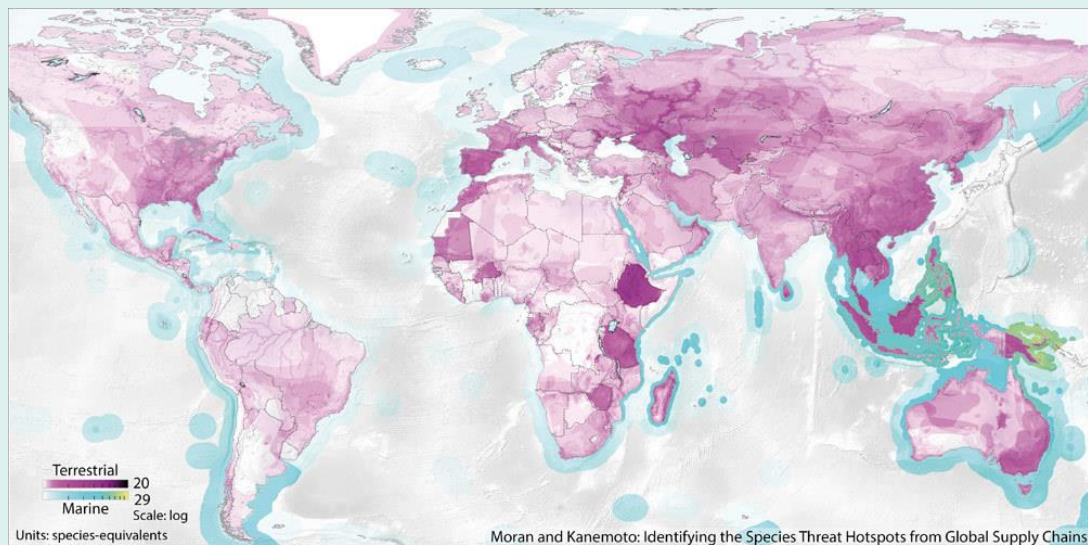 Terrestrial
20
29
Marine
Scale: log
Units: species-equivalents
Moran and Kanemoto: Identifying the Species Threat Hotspots from Global Supply Chains